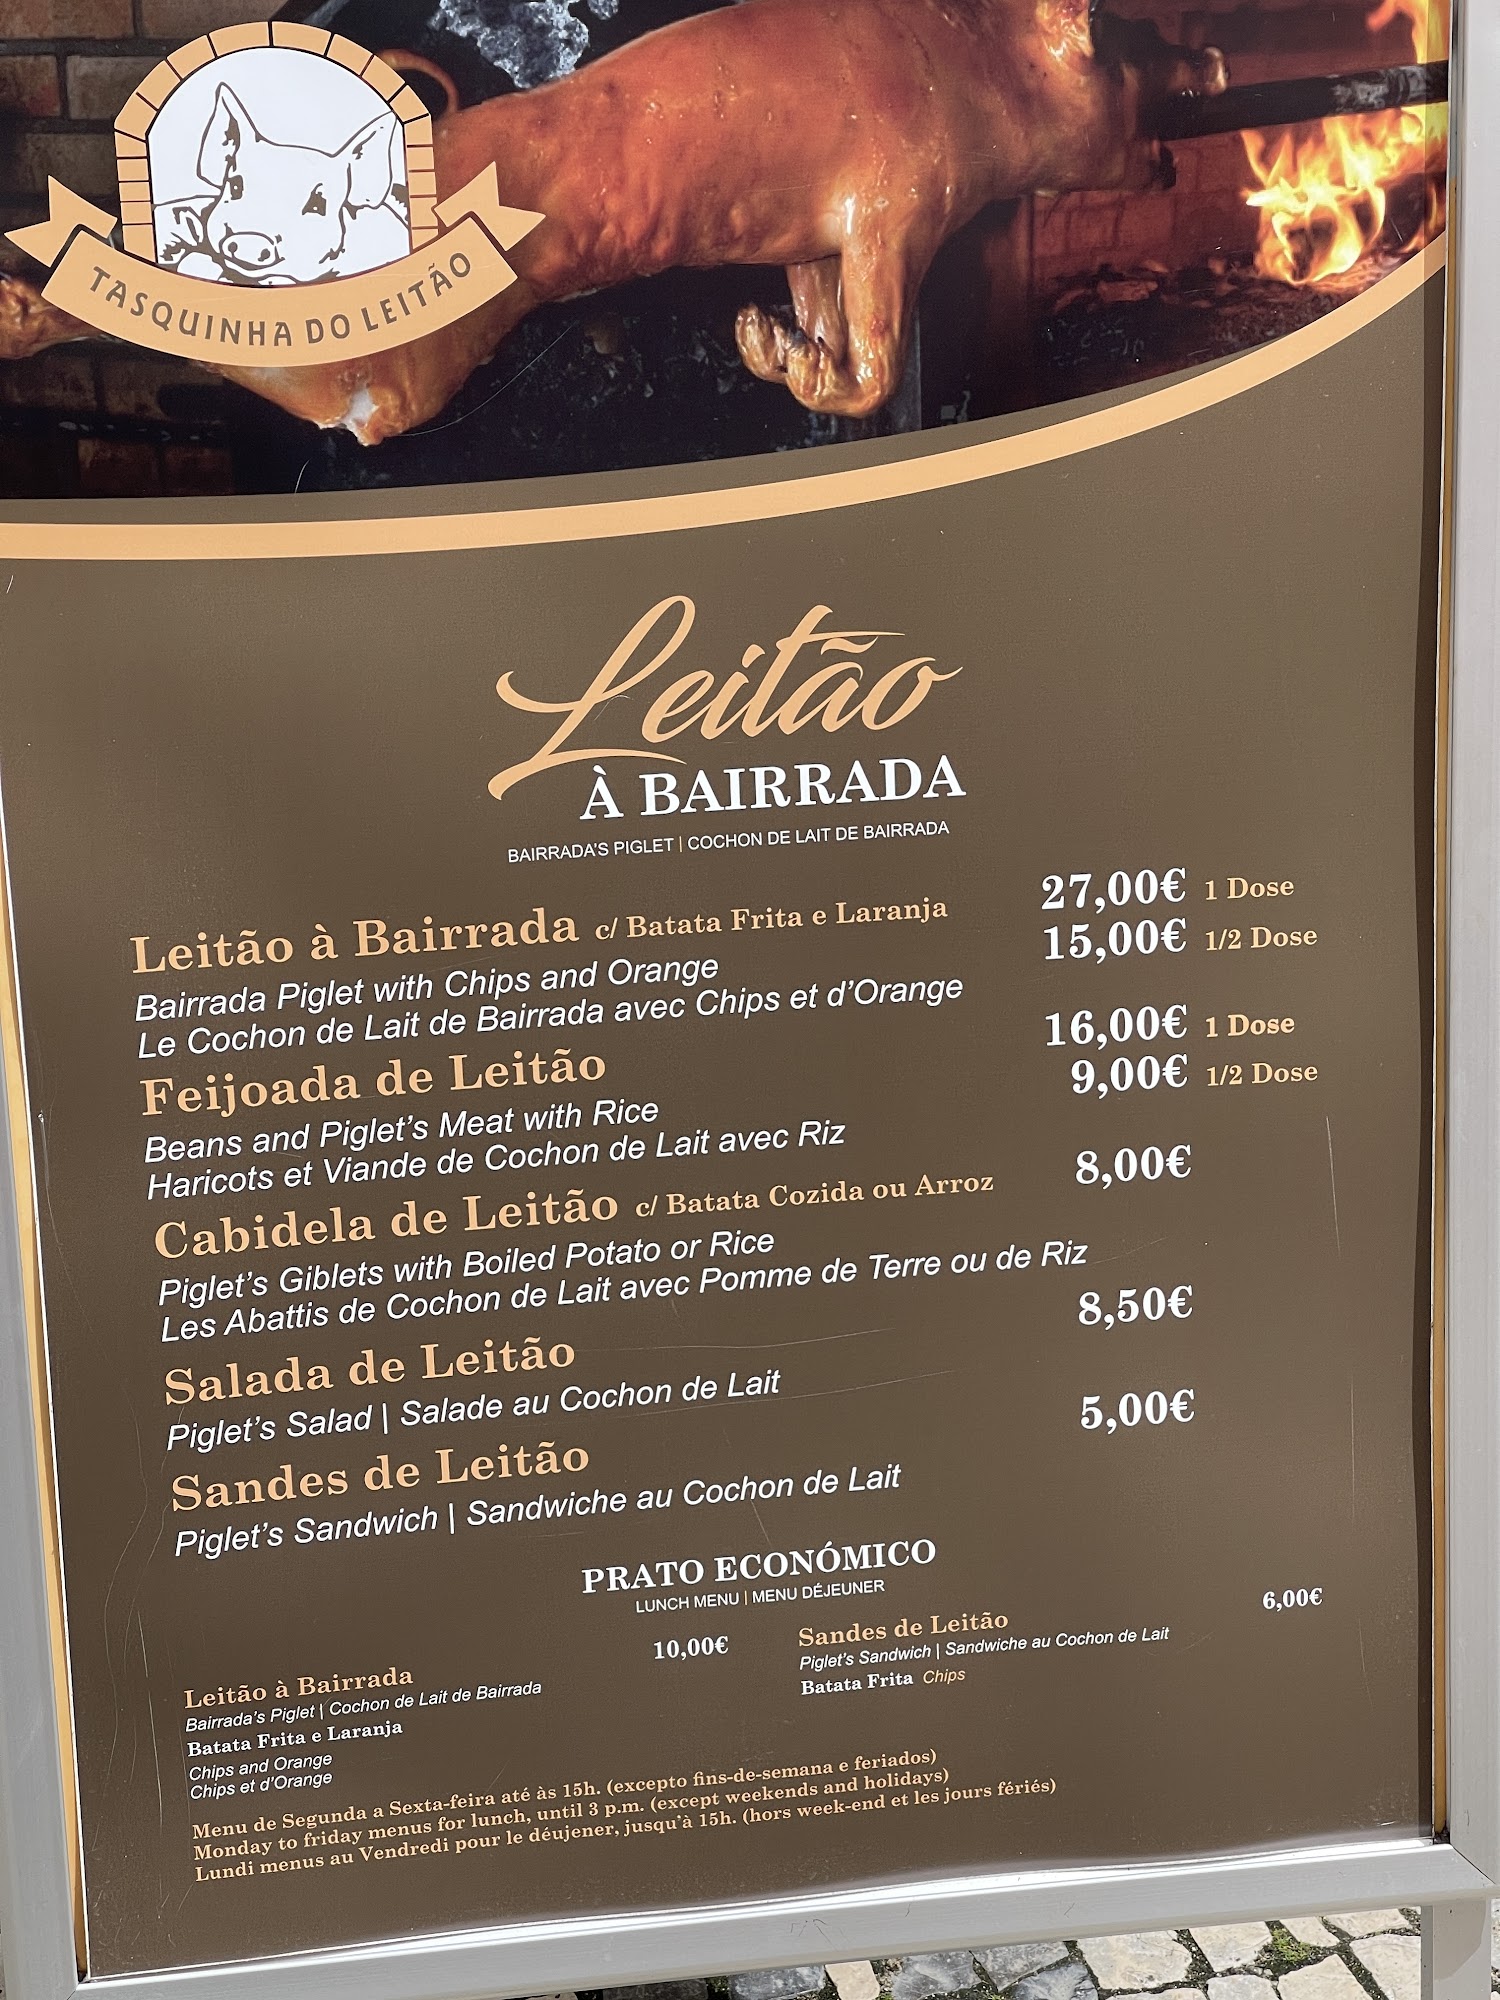 TASQUINHA DO LEITÃO
Leitão
À BAIRRADA
BAIRRADA'S PIGLET | COCHON DE LAIT DE BAIRRADA
Leitão à Bairrada c/ Batata Frita e Laranja 27,00€ 1 Dose
Bairrada Piglet with Chips and Orange 15,00€ 1/2 Dose
Le Cochon de Lait de Bairrada avec Chips et d'Orange
Feijoada de Leitão 16,00€ 1 Dose
Beans and Piglet's Meat with Rice 9,00€ 1/2 Dose
Haricots et Viande de Cochon de Lait avec Riz
Cabidela de Leitão c/ Batata Cozida ou Arroz 8,00€
Piglet's Giblets with Boiled Potato or Rice
Les Abattis de Cochon de Lait avec Pomme de Terre ou de Riz
Salada de Leitão 8,50€
Piglet's Salad | Salade au Cochon de Lait
Sandes de Leitão 5,00€
Piglet's Sandwich | Sandwiche au Cochon de Lait
PRATO ECONÓMICO
LUNCH MENU | MENU DÉJEUNER
Leitão à Bairrada 10,00€
Bairrada's Piglet | Cochon de Lait de Bairrada
Batata Frita e Laranja
Chips and Orange
Chips et d'Orange
Sandes de Leitão 6,00€
Piglet's Sandwich | Sandwiche au Cochon de Lait
Batata Frita Chips
Menu de Segunda a Sexta-feira até às 15h. (excepto fins-de-semana e feriados)
Monday to friday menus for lunch, until 3 p.m. (except weekends and holidays)
Lundi menus au Vendredi pour le déujener, jusqu'à 15h. (hors week-end et les jours fériés)